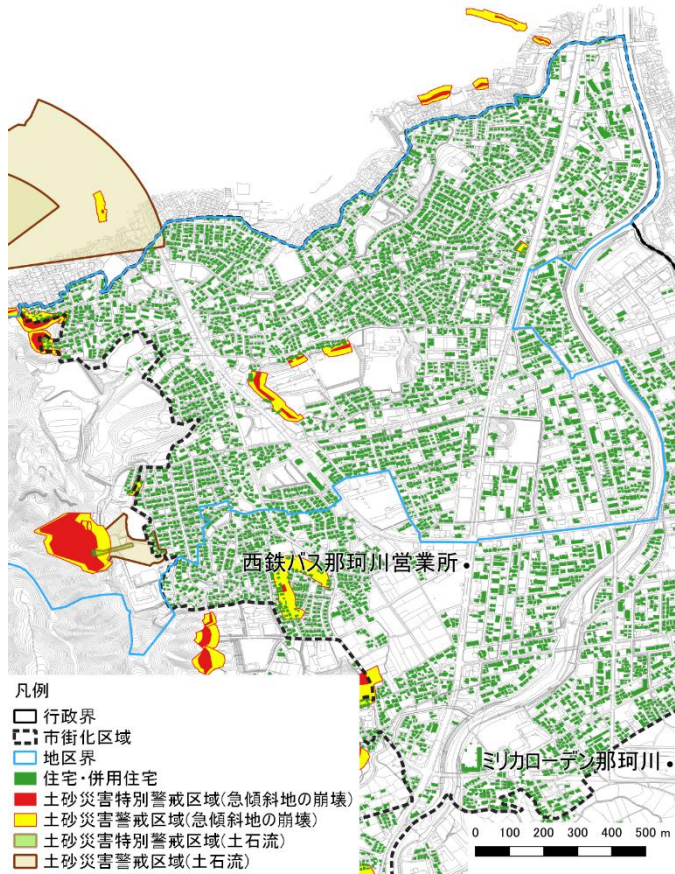 西鉄バス那珂川営業所
ミリカローデン那珂川
凡例
行政界
市街化区域
地区界
住宅・併用住宅
土砂災害特別警戒区域(急傾斜地の崩壊)
土砂災害警戒区域(急傾斜地の崩壊)
土砂災害特別警戒区域(土石流)
土砂災害警戒区域(土石流)
0 100 200 300 400 500 m